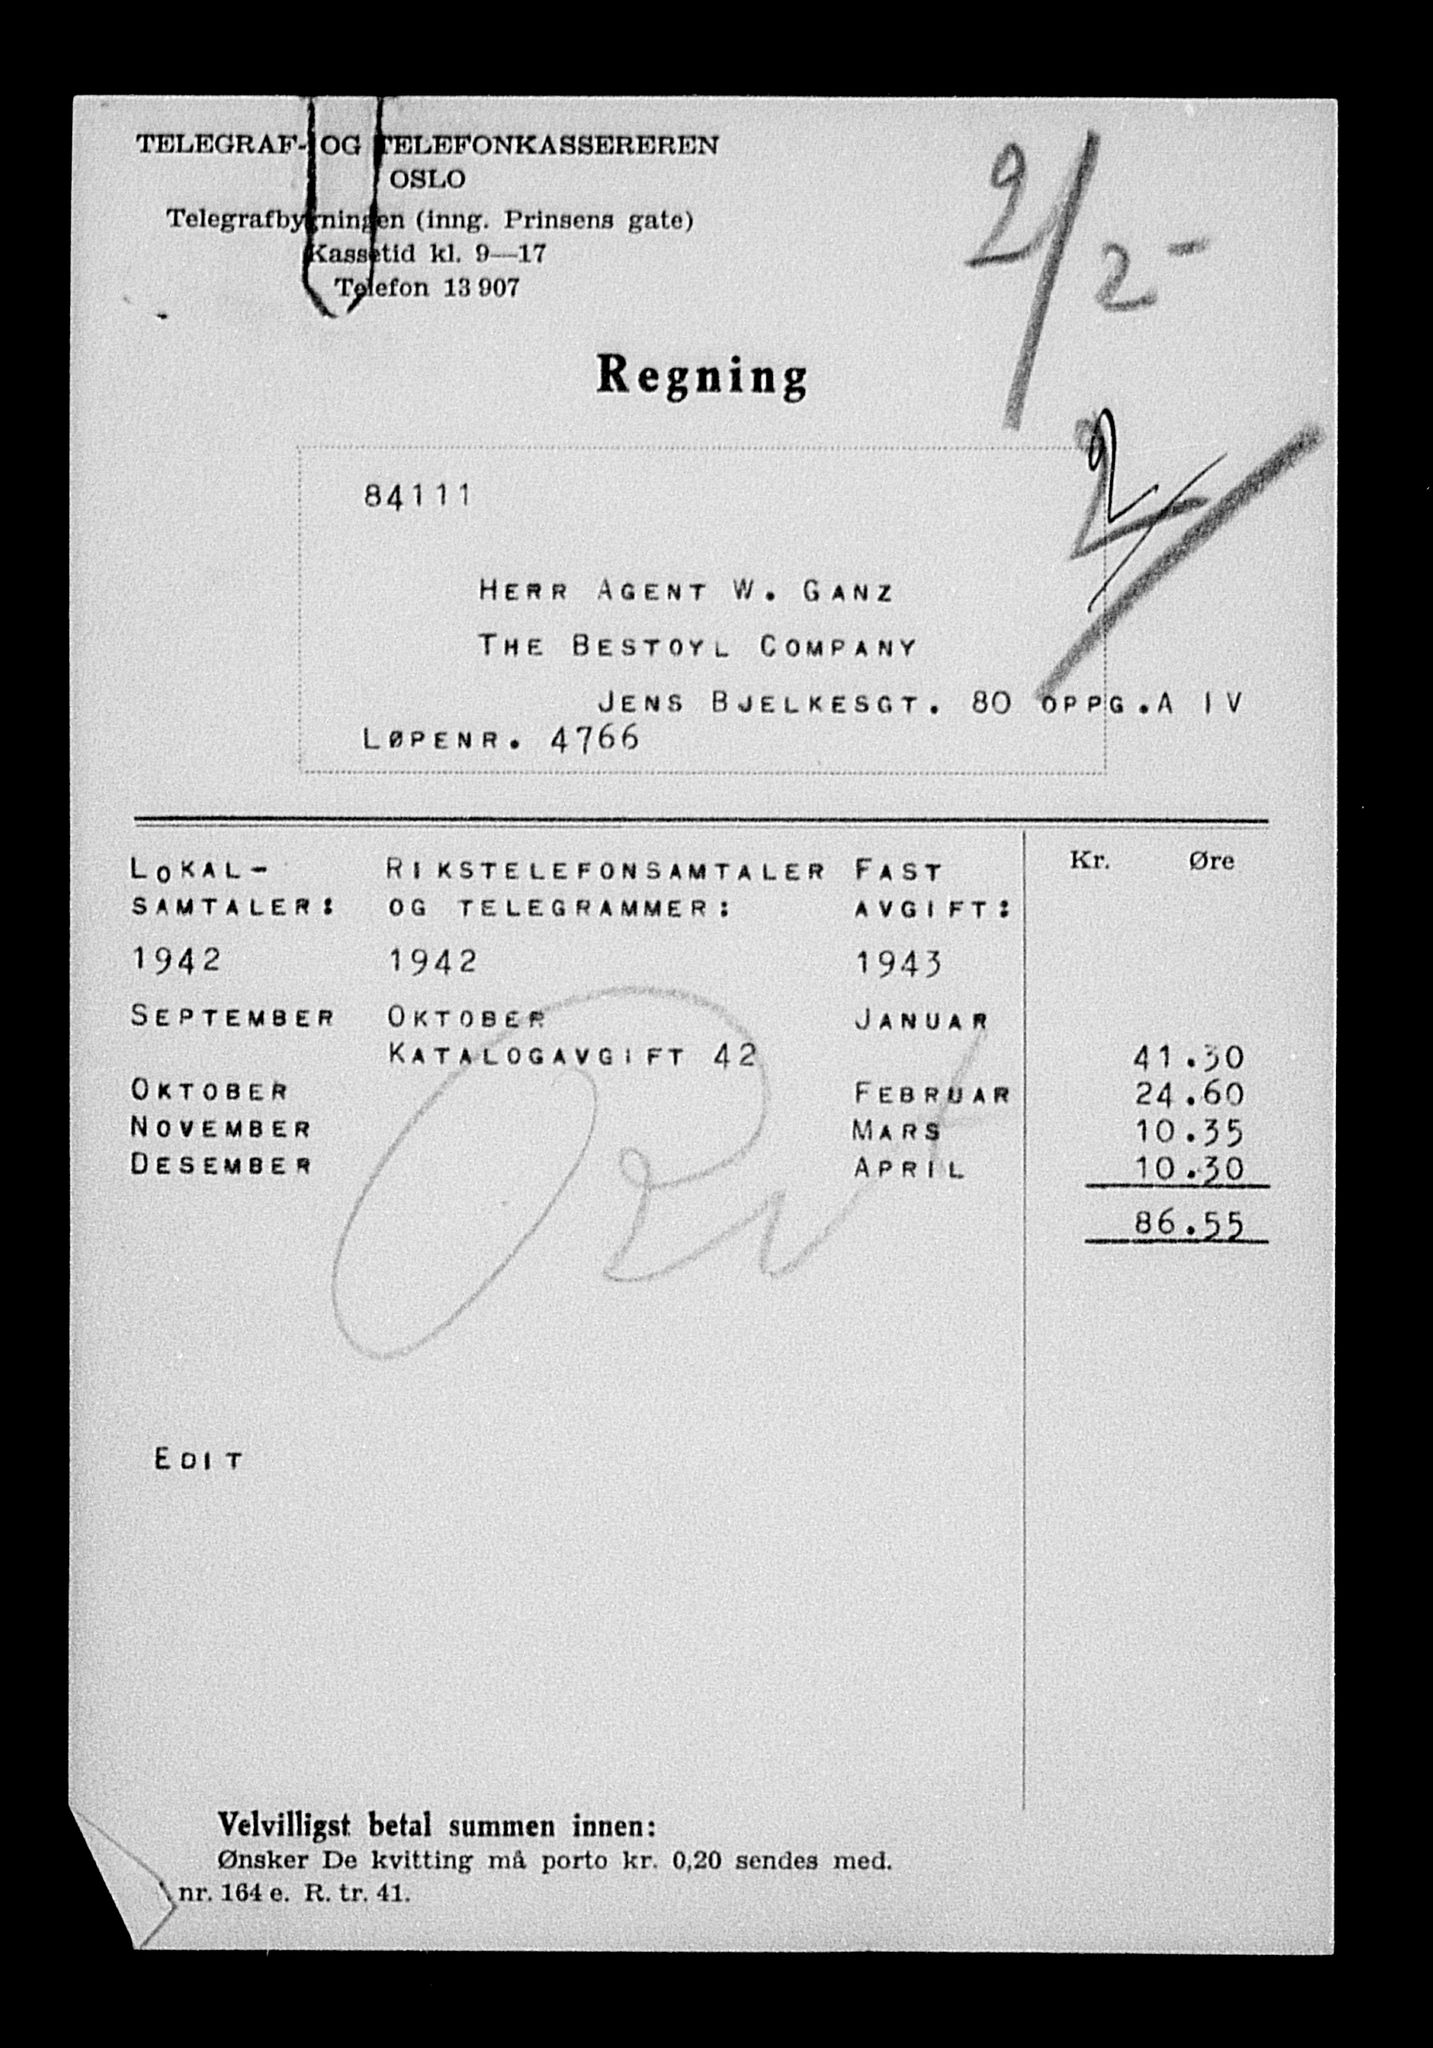 TELEGRAF- OG TELEFONKASSEREREN
OSLO
Telegrafbygningen (inng. Prinsens gate)
Kassetid kl. 9—17
Telefon 13 907
2/2-
Regning
2/
84111
HERR AGENT W. GANZ
THE BESTOYL COMPANY
JENS BJELKESGT. 80 OPPG.A IV
LØPENR. 4766
Kr. Øre
LOKAL- RIKSTELEFONSAMTALER FAST
SAMTALER: OG TELEGRAMMER: AVGIFT:
1942 1942 1943
SEPTEMBER OKTOBER JANUAR
KATALOGAVGIFT 42 41.30
OKTOBER FEBRUAR 24.60
NOVEMBER MARS 10.35
DESEMBER APRIL 10.30
86.55
EDIT
Velvilligst betal summen innen:
Ønsker De kvitting må porto kr. 0,20 sendes med.
nr. 164 e. R. tr. 41.